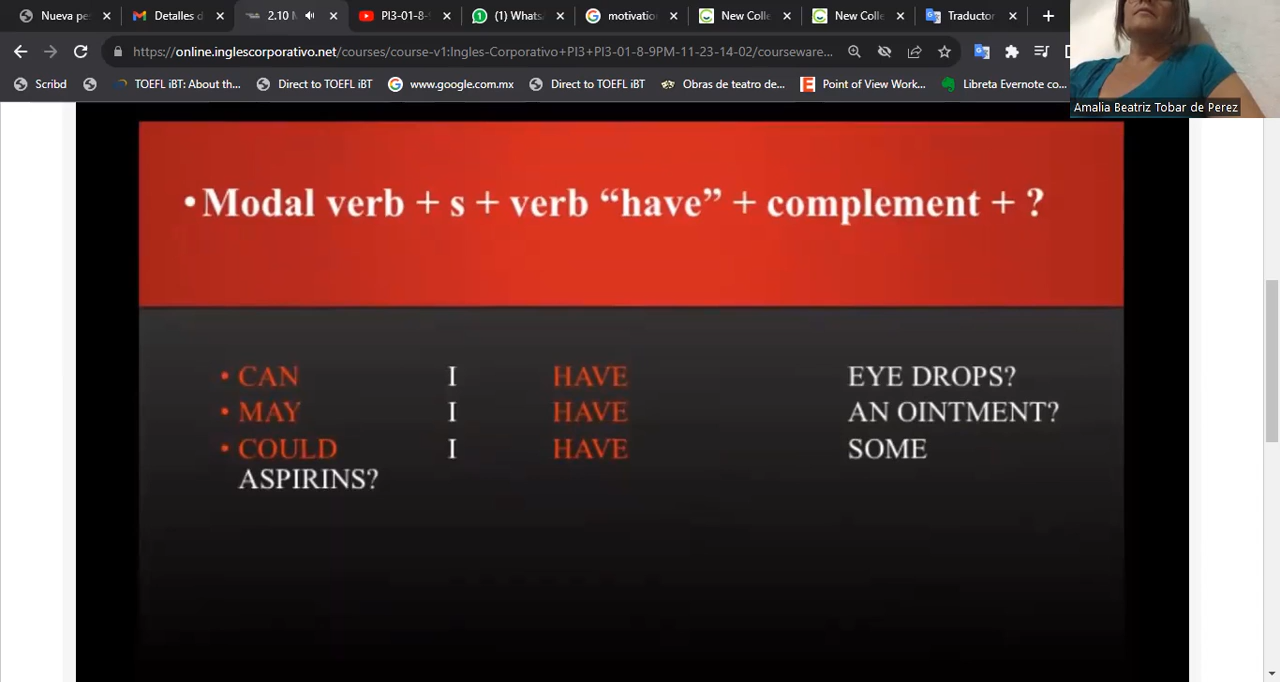 Nueva pe
Detalles d
2.10 M
PI3-01-8-9
(1) Whats
motivatio
New Colle
New Colle
Traductor
https://online.inglescorporativo.net/courses/course-v1:Ingles-Corporativo+PI3+PI3-01-8-9PM-11-23-14-02/courseware...
Scribd
TOEFL iBT: About th...
Direct to TOEFL iBT
www.google.com.mx
Direct to TOEFL iBT
Obras de teatro de...
Point of View Work...
Libreta Evernote co...
Amalia Beatriz Tobar de Perez
• Modal verb + s + verb “have” + complement + ?
• CAN I HAVE EYE DROPS?
• MAY I HAVE AN OINTMENT?
• COULD I HAVE SOME
ASPIRINS?